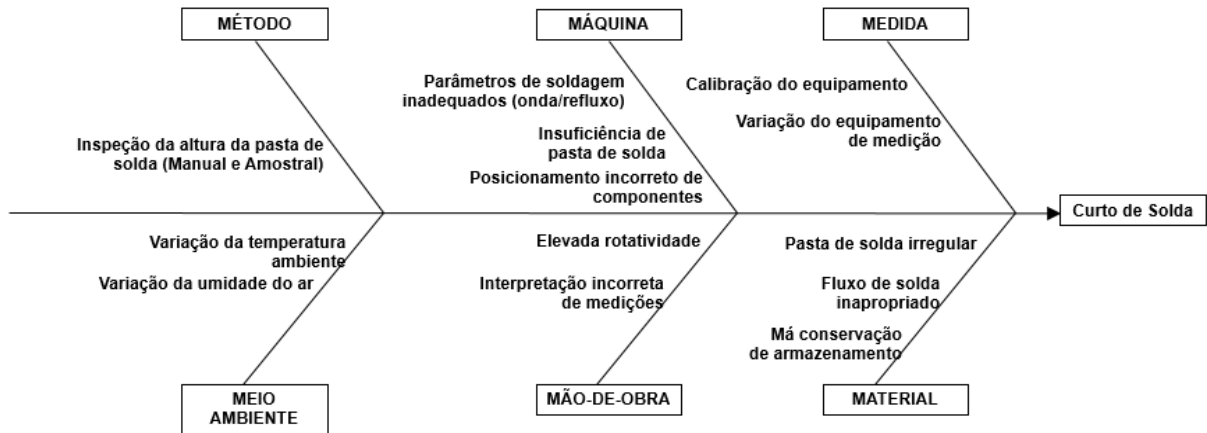 MÉTODO
MÁQUINA
MEDIDA
Parâmetros de soldagem
inadequados (onda/refluxo)
Calibração do equipamento
Inspeção da altura da pasta de
solda (Manual e Amostral)
Insuficiência de
pasta de solda
Variação do equipamento
de medição
Posicionamento incorreto de
componentes
Curto de Solda
Variação da temperatura
ambiente
Variação da umidade do ar
Elevada rotatividade
Interpretação incorreta
de medições
Pasta de solda irregular
Fluxo de solda
inapropriado
Má conservação
de armazenamento
MEIO
AMBIENTE
MÃO-DE-OBRA
MATERIAL